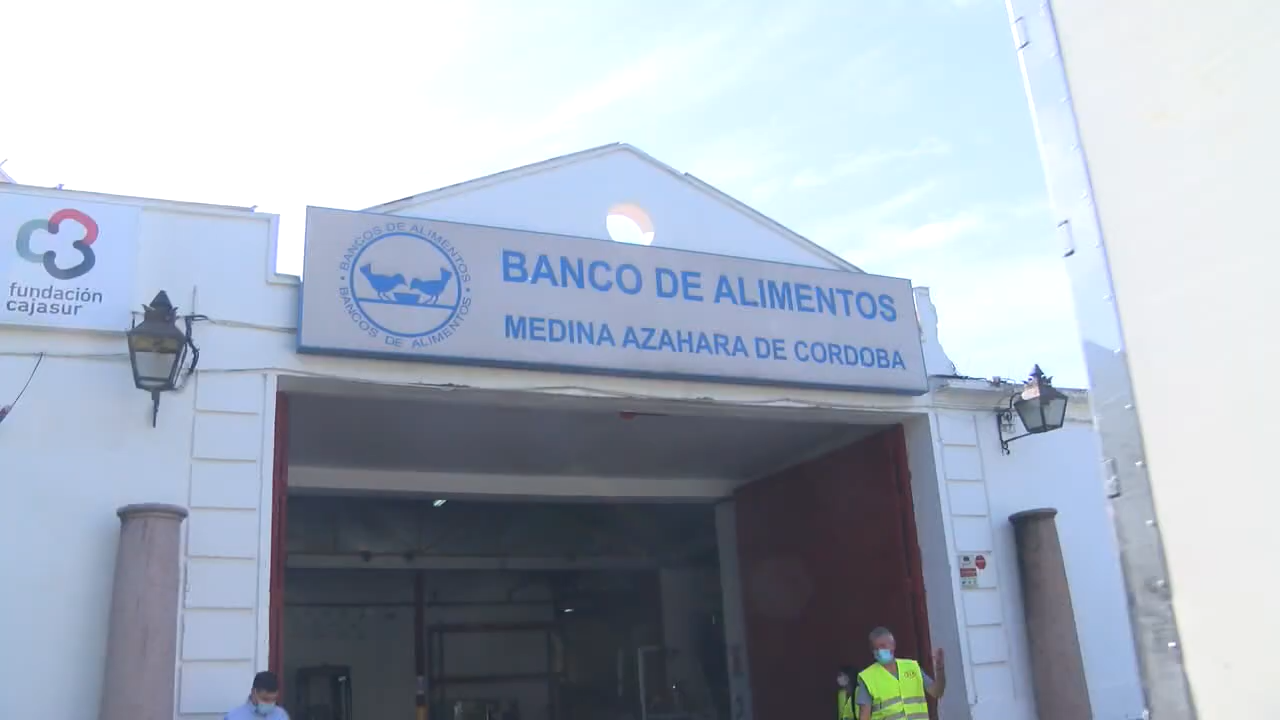 fundación
cajasur
BANCOS DE ALIMENTOS
BANCOS DE ALIMENTOS
BANCO DE ALIMENTOS
MEDINA AZAHARA DE CORDOBA